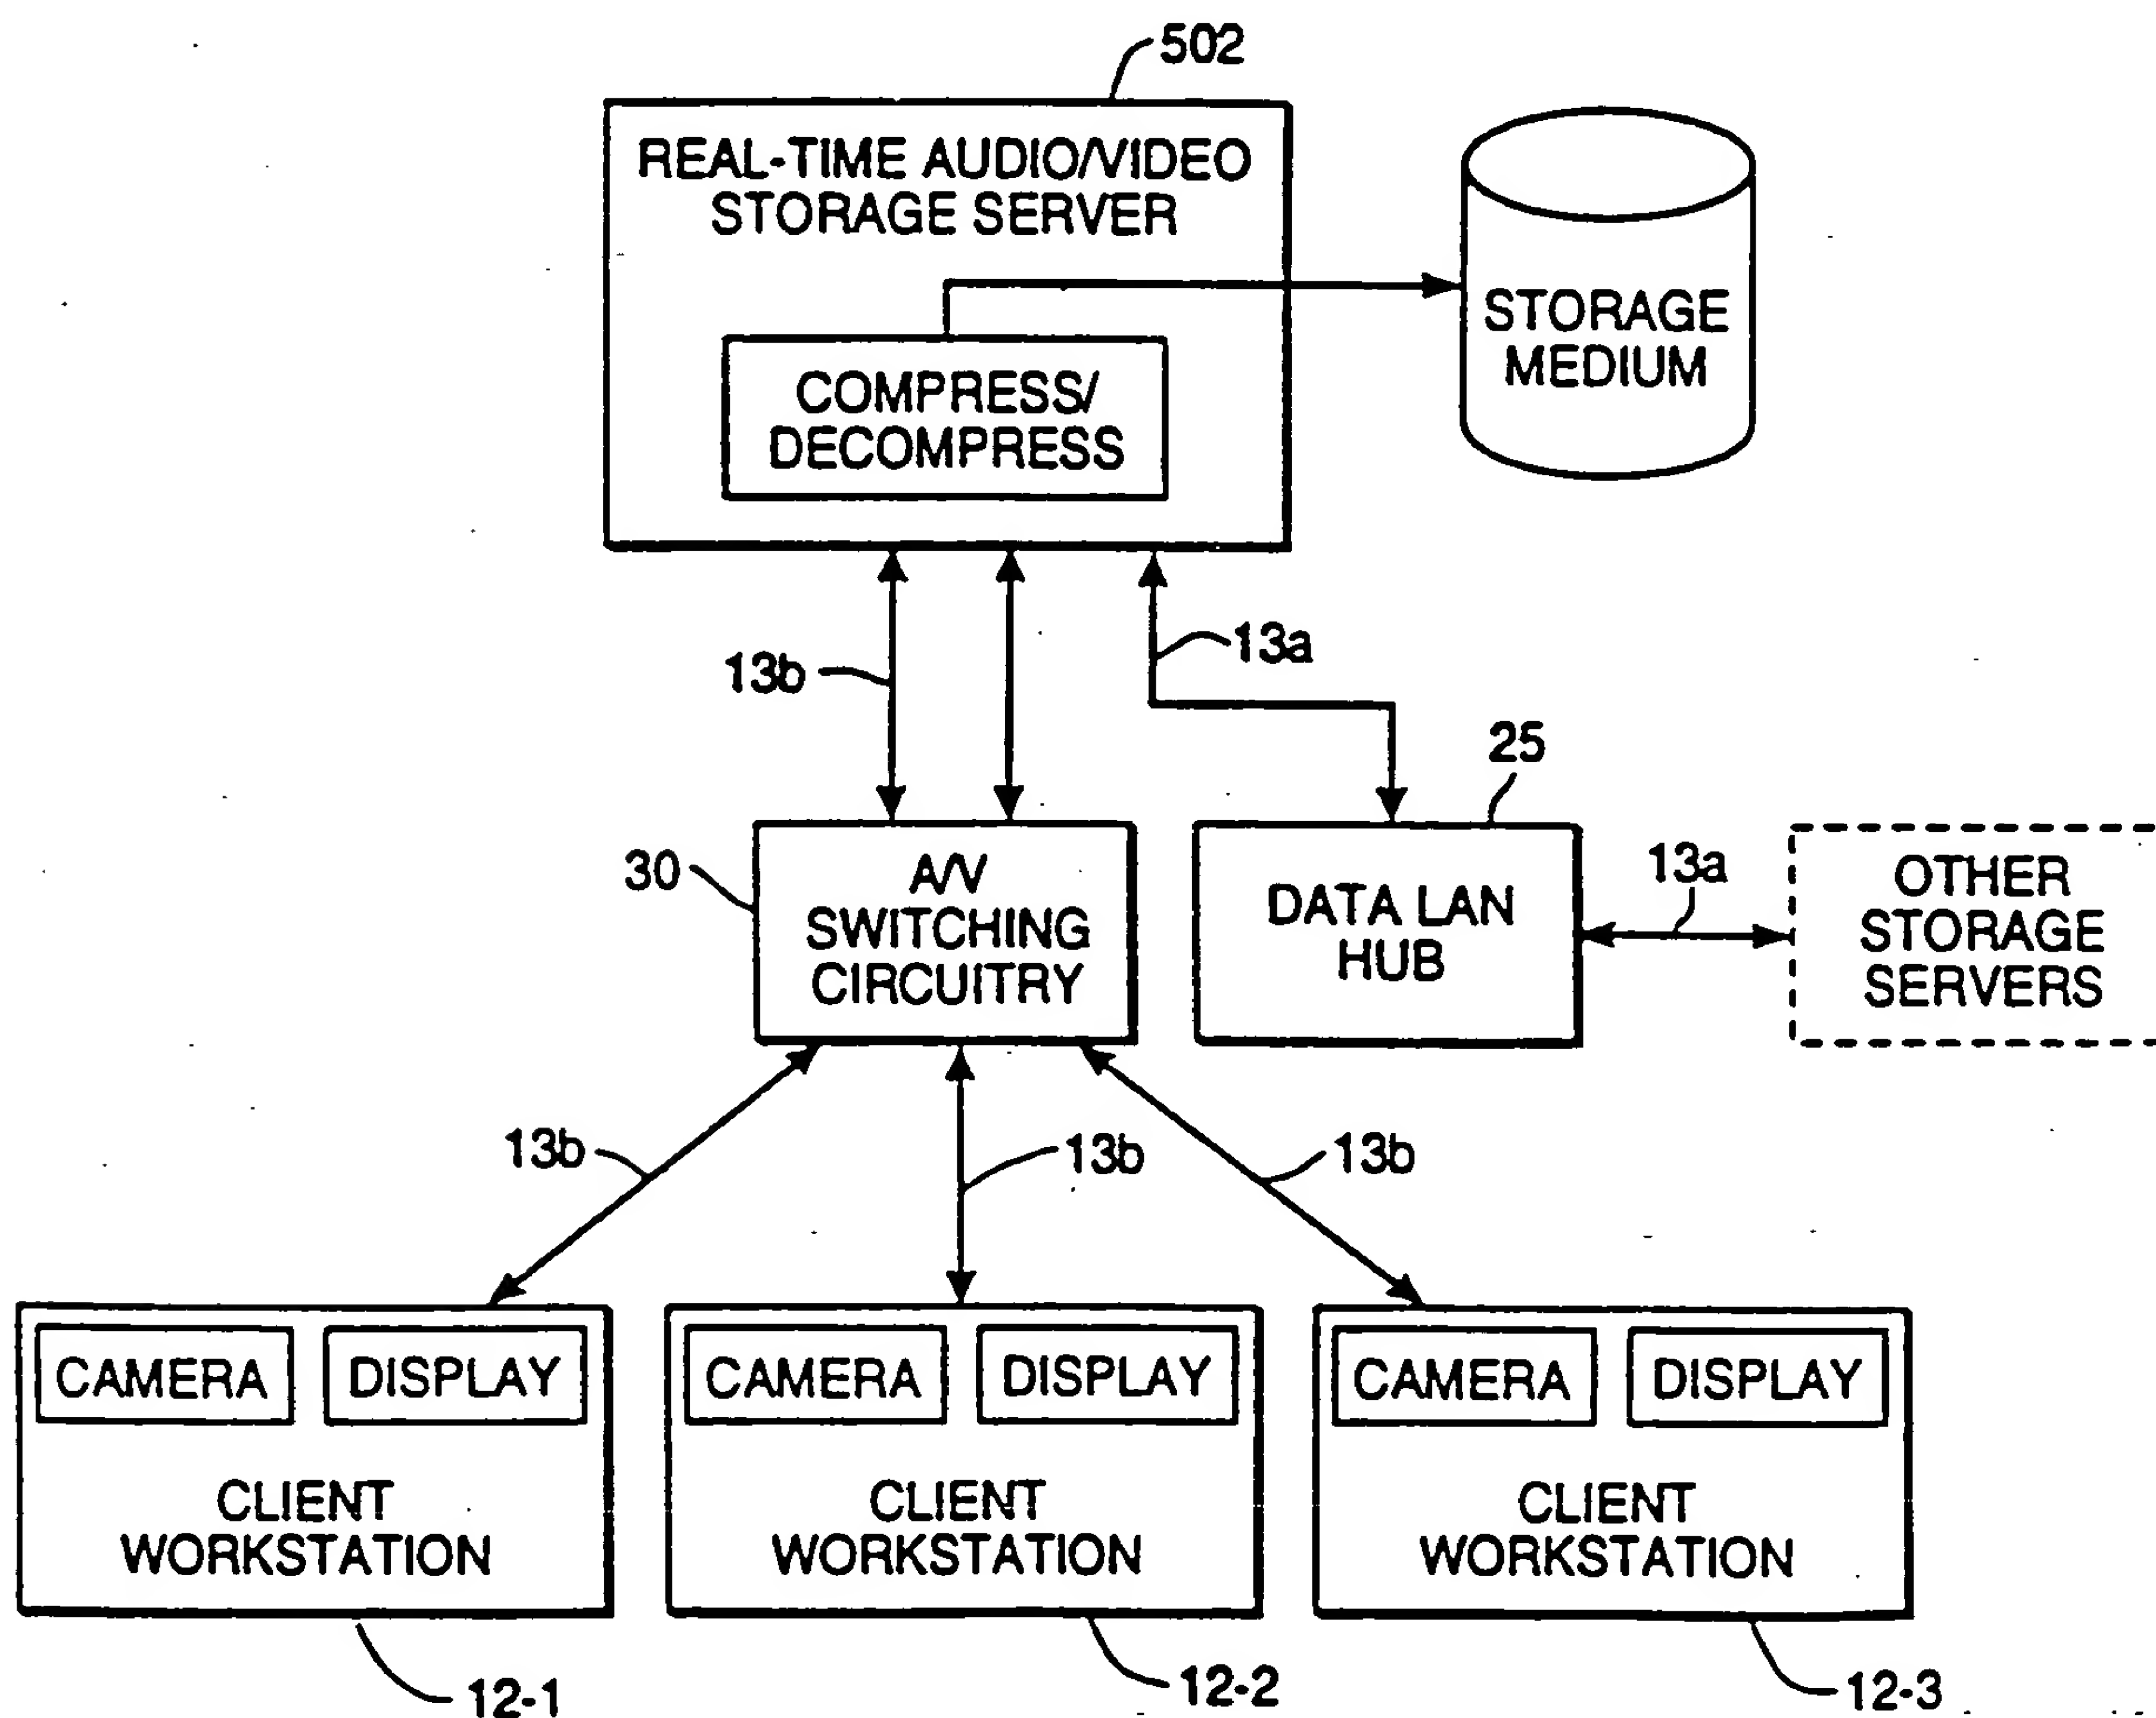 502
REAL-TIME AUDIO/VIDEO
STORAGE SERVER
STORAGE
MEDIUM
COMPRESS/
DECOMPRESS
13b
13a
25
30
A/V
SWITCHING
CIRCUITRY
DATA LAN
HUB
13a
OTHER
STORAGE
SERVERS
13b
13b
13b
CAMERA
DISPLAY
CLIENT
WORKSTATION
CAMERA
DISPLAY
CLIENT
WORKSTATION
CAMERA
DISPLAY
CLIENT
WORKSTATION
12-1
12-2
12-3